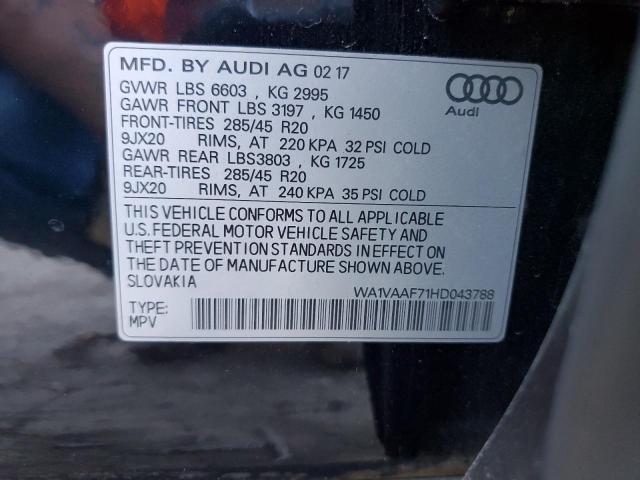 MFD. BY AUDI AG 02 17
GVWR LBS 6603 , KG 2995
GAWR FRONT LBS 3197 , KG 1450
FRONT-TIRES 285/45 R20
9JX20 RIMS, AT 220 KPA 32 PSI COLD
GAWR REAR LBS3803 , KG 1725
REAR-TIRES 285/45 R20
9JX20 RIMS, AT 240 KPA 35 PSI COLD
Audi
THIS VEHICLE CONFORMS TO ALL APPLICABLE
U.S. FEDERAL MOTOR VEHICLE SAFETY AND
THEFT PREVENTION STANDARDS IN EFFECT ON
THE DATE OF MANUFACTURE SHOWN ABOVE.
SLOVAKIA
WA1VAAF71HD043788
TYPE:
MPV